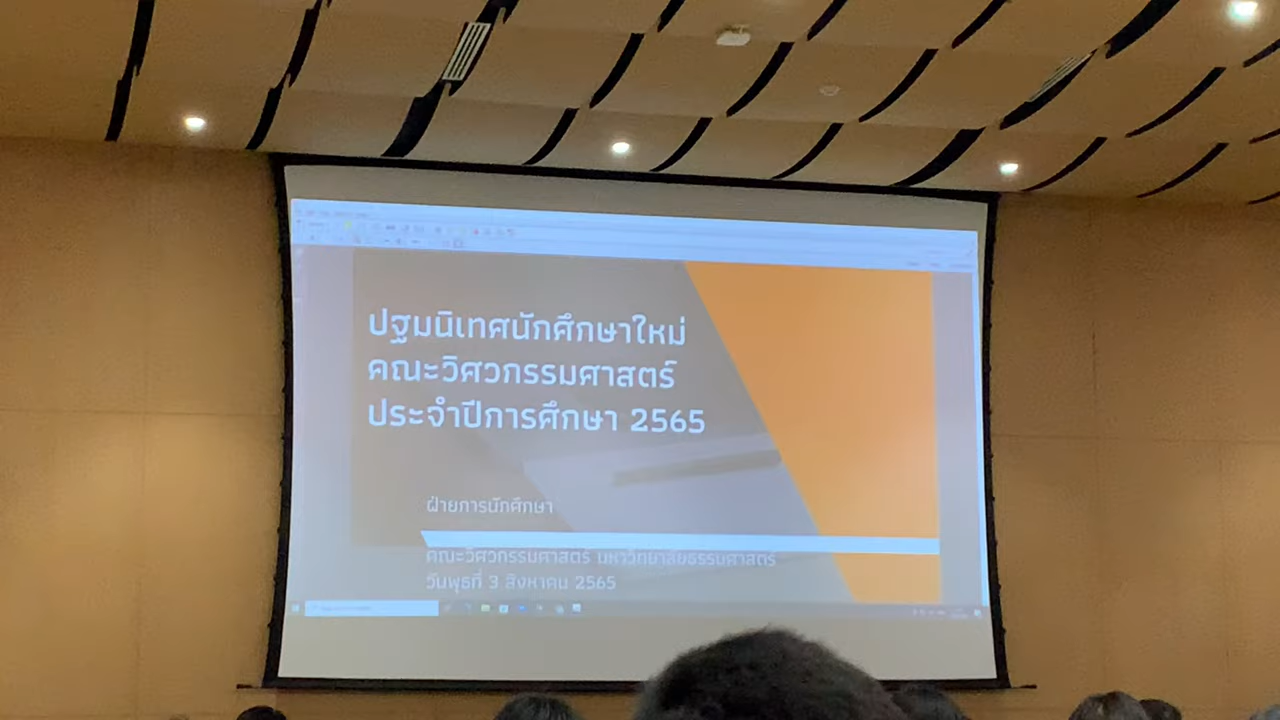 ปฐมนิเทศนักศึกษาใหม่
คณะวิศวกรรมศาสตร์
ประจำปีการศึกษา 2565
ฝ่ายการนักศึกษา
คณะวิศวกรรมศาสตร์ มหาวิทยาลัยธรรมศาสตร์
วันพุธที่ 3 สิงหาคม 2565